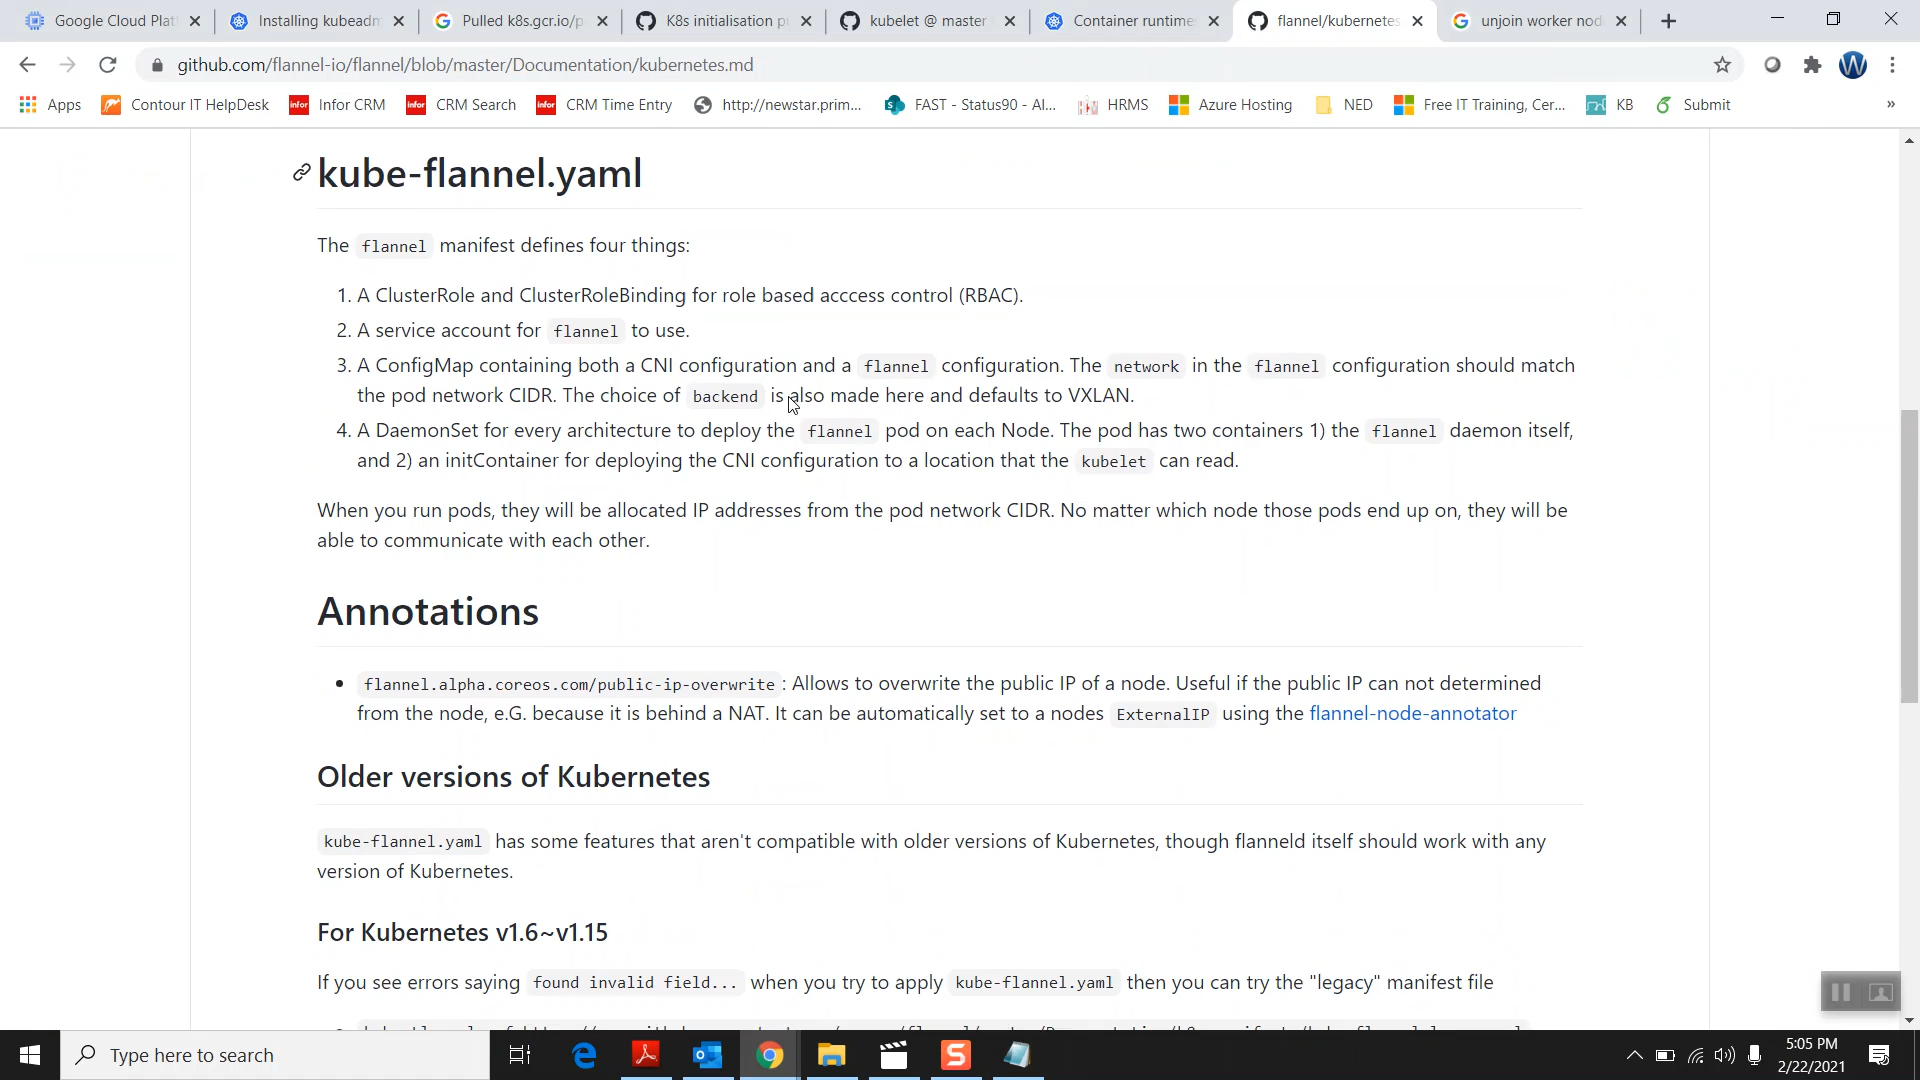 Google Cloud Plat
Installing kubeadm
Pulled k8s.gcr.io/p
K8s initialisation p
kubelet @ master
Container runtime
flannel/kubernetes
unjoin worker nod
github.com/flannel-io/flannel/blob/master/Documentation/kubernetes.md
W
Apps
Contour IT HelpDesk
infor Infor CRM
infor CRM Search
infor CRM Time Entry
http://newstar.prim...
FAST - Status90 - Al...
HRMS
Azure Hosting
NED
Free IT Training, Cer...
KB
Submit
»
kube-flannel.yaml
The flannel manifest defines four things:
1. A ClusterRole and ClusterRoleBinding for role based acccess control (RBAC).
2. A service account for flannel to use.
3. A ConfigMap containing both a CNI configuration and a flannel configuration. The network in the flannel configuration should match
the pod network CIDR. The choice of backend is also made here and defaults to VXLAN.
4. A DaemonSet for every architecture to deploy the flannel pod on each Node. The pod has two containers 1) the flannel daemon itself,
and 2) an initContainer for deploying the CNI configuration to a location that the kubelet can read.
When you run pods, they will be allocated IP addresses from the pod network CIDR. No matter which node those pods end up on, they will be
able to communicate with each other.
Annotations
• flannel.alpha.coreos.com/public-ip-overwrite : Allows to overwrite the public IP of a node. Useful if the public IP can not determined
from the node, e.G. because it is behind a NAT. It can be automatically set to a nodes ExternalIP using the flannel-node-annotator
Older versions of Kubernetes
kube-flannel.yaml has some features that aren't compatible with older versions of Kubernetes, though flanneld itself should work with any
version of Kubernetes.
For Kubernetes v1.6~v1.15
If you see errors saying found invalid field... when you try to apply kube-flannel.yaml then you can try the "legacy" manifest file
Type here to search
5:05 PM
2/22/2021